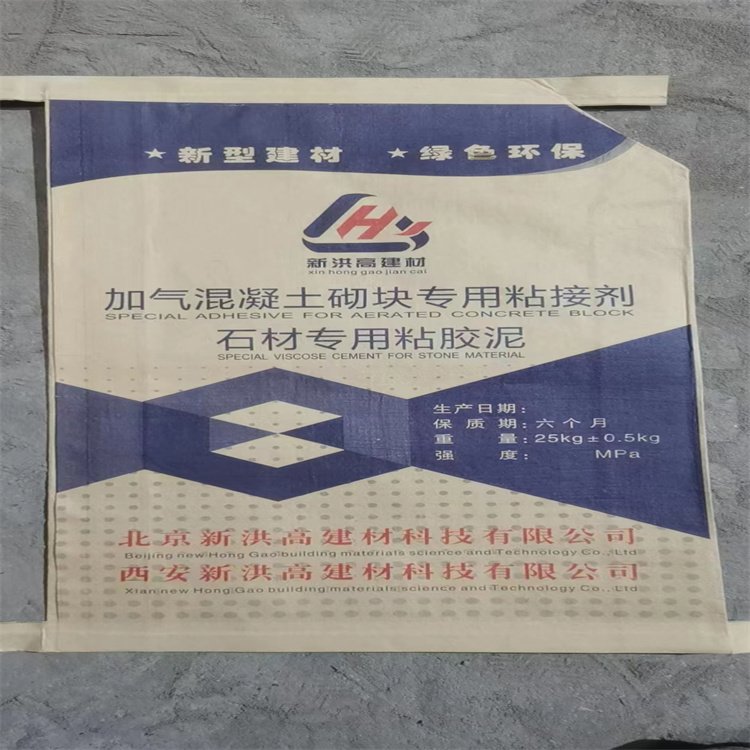 ★ 新型建材 ★ 绿色环保
新洪高建材
xin hong gao jian cai
加气混凝土砌块专用粘接剂
SPECIAL ADHESIVE FOR AERATED CONCRETE BLOCK
石材专用粘胶泥
SPECIAL VISCOSE CEMENT FOR STONE MATERIAL
生产日期:
保质期:六个月
重量:25kg±0.5kg
强度: MPa
北京新洪高建材科技有限公司
Beijing new Hong Gao building materials science and Technology Co., Ltd
西安新洪高建材科技有限公司
Xian new Hong Gao building materials science and Technology Co., Ltd